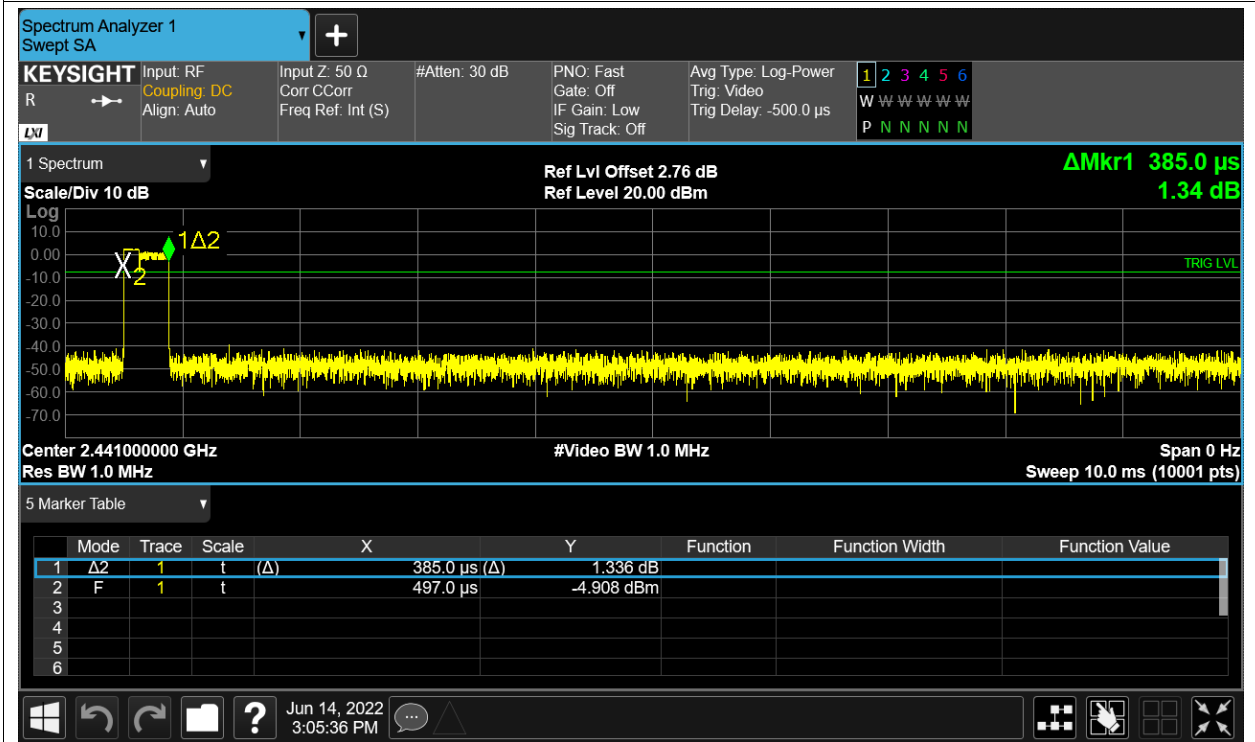 Spectrum Analyzer 1
Swept SA
KEYSIGHT Input: RF Input Z: 50 Ω #Atten: 30 dB PNO: Fast Avg Type: Log-Power 1 2 3 4 5 6
R Coupling: DC Corr CCorr Gate: Off Trig: Video W W W W W W
Align: Auto Freq Ref: Int (S) IF Gain: Low Trig Delay: -500.0 µs
LXI Sig Track: Off P N N N N N
1 Spectrum Ref Lvl Offset 2.76 dB ΔMkr1 385.0 µs
Scale/Div 10 dB Ref Level 20.00 dBm 1.34 dB
Log
10.0
1Δ2
0.00
X
2
TRIG LVL
-10.0
-20.0
-30.0
-40.0
-50.0
-60.0
-70.0
Center 2.441000000 GHz #Video BW 1.0 MHz Span 0 Hz
Res BW 1.0 MHz Sweep 10.0 ms (10001 pts)
5 Marker Table
Mode Trace Scale X Y Function Function Width Function Value
1 Δ2 1 t (Δ) 385.0 µs (Δ) 1.336 dB
2 F 1 t 497.0 µs -4.908 dBm
3
4
5
6
? Jun 14, 2022
3:05:36 PM